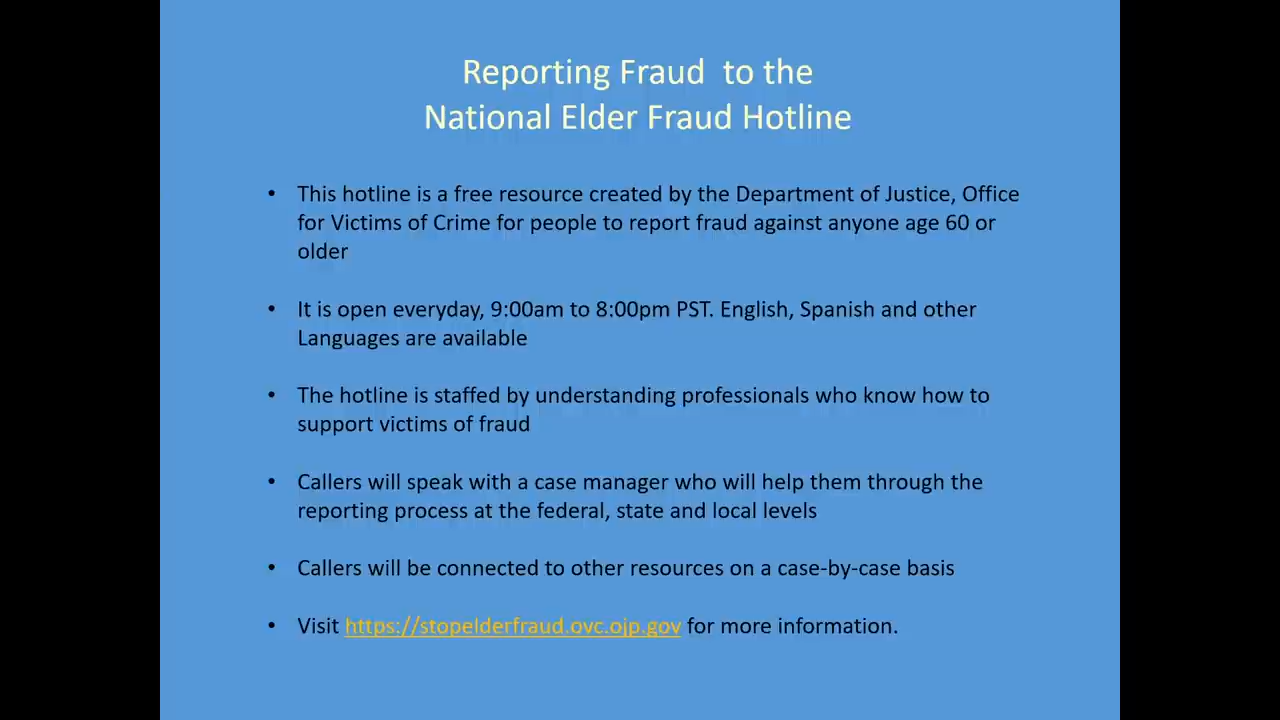 Reporting Fraud  to the
National Elder Fraud Hotline
• This hotline is a free resource created by the Department of Justice, Office
for Victims of Crime for people to report fraud against anyone age 60 or
older
• It is open everyday, 9:00am to 8:00pm PST. English, Spanish and other
Languages are available
• The hotline is staffed by understanding professionals who know how to
support victims of fraud
• Callers will speak with a case manager who will help them through the
reporting process at the federal, state and local levels
• Callers will be connected to other resources on a case-by-case basis
• Visit https://stopelderfraud.ovc.ojp.gov for more information.